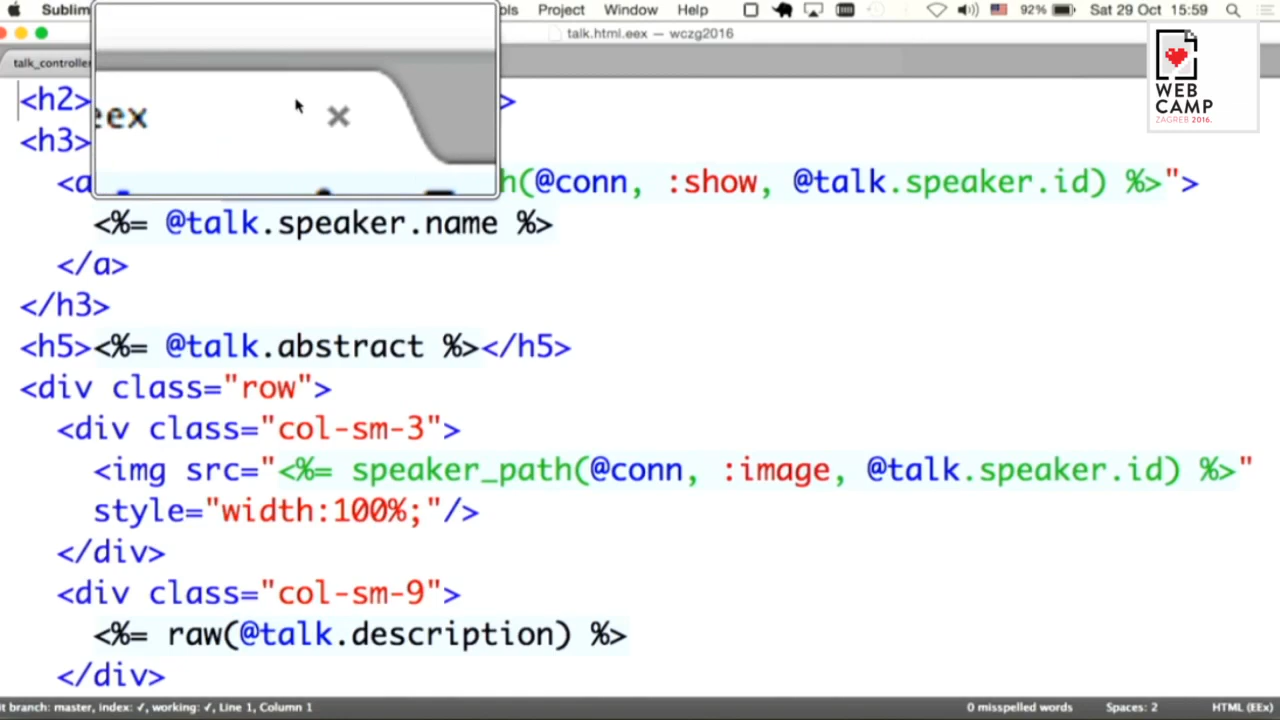 Sublim
ols Project Window Help 92% Sat 29 Oct 15:59
talk.html.eex — wczg2016
talk_controller
eex
WEB
CAMP
ZAGREB 2016.
<h2> >
<h3>
<a h(@conn, :show, @talk.speaker.id) %>">
<%= @talk.speaker.name %>
</a>
</h3>
<h5><%= @talk.abstract %></h5>
<div class="row">
<div class="col-sm-3">
<img src="<%= speaker_path(@conn, :image, @talk.speaker.id) %>"
style="width:100%;"/>
</div>
<div class="col-sm-9">
<%= raw(@talk.description) %>
</div>
it branch: master, index: ✓, working: ✓, Line 1, Column 1 0 misspelled words Spaces: 2 HTML (EEx)